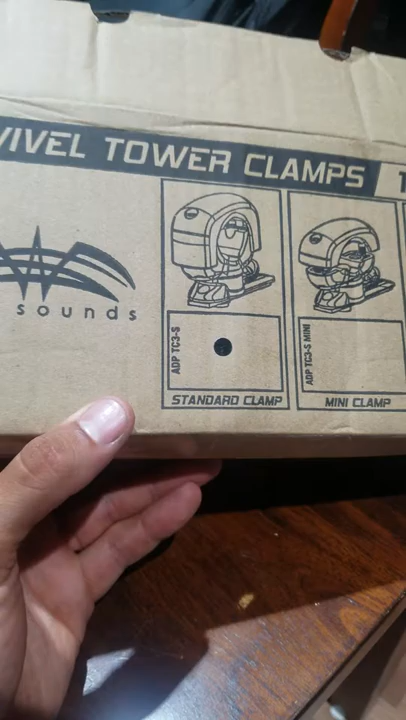 VIVEL TOWER CLAMPS
sounds
ADP TC3-S
ADP TC3-S MINI
STANDARD CLAMP
MINI CLAMP